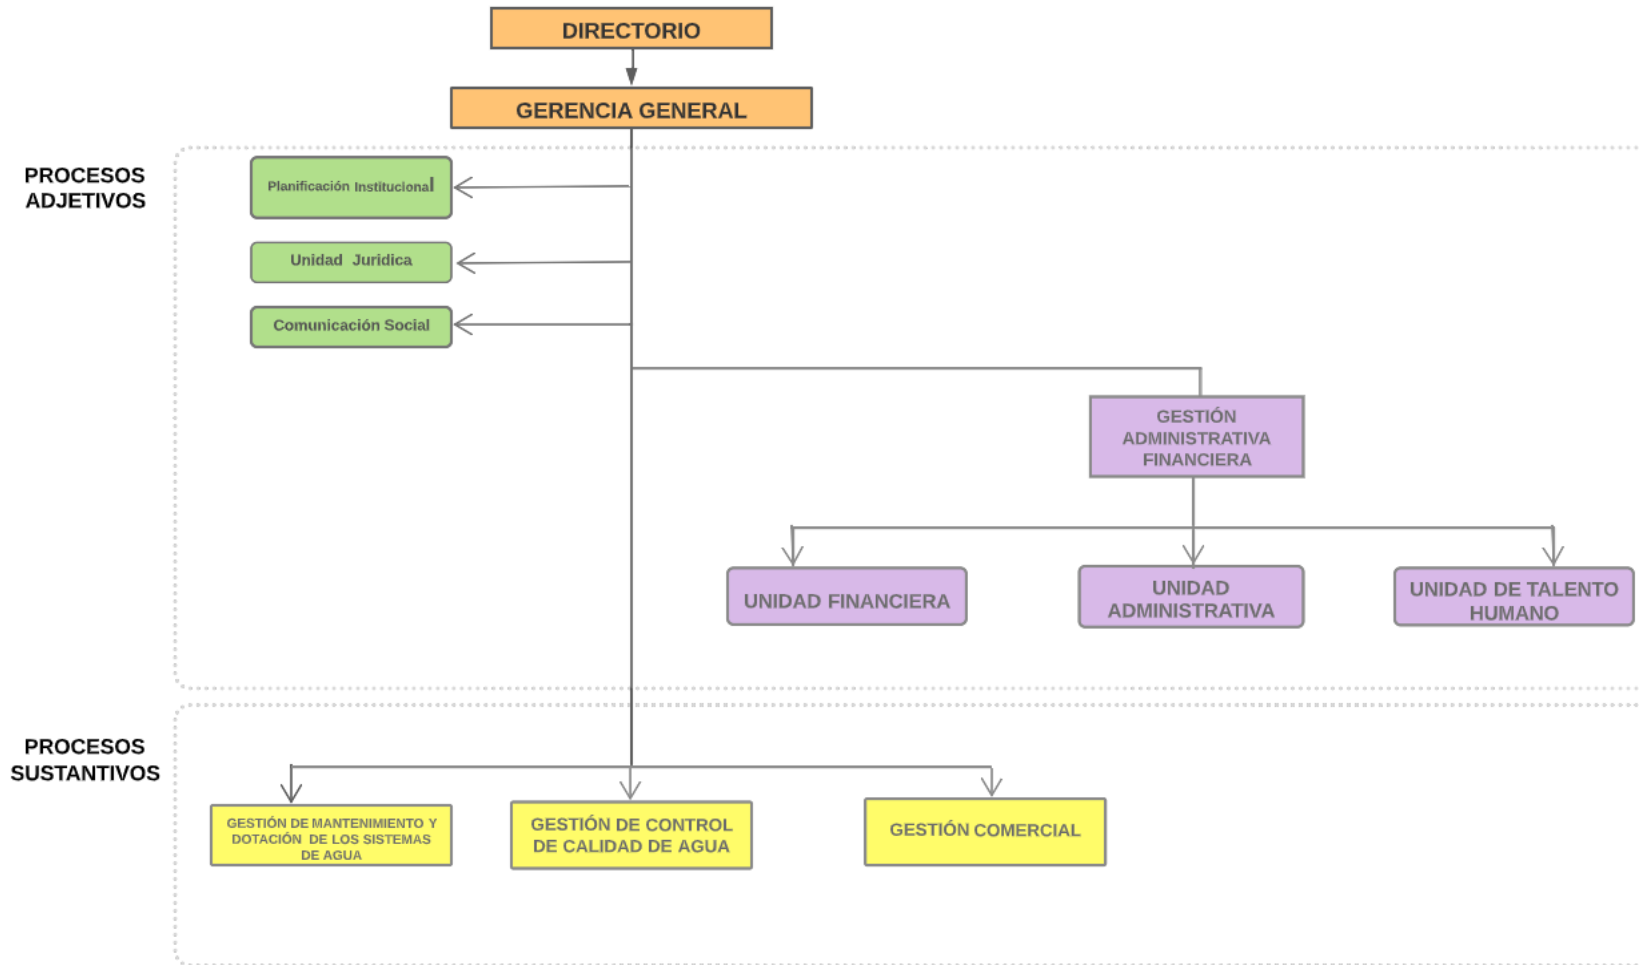 DIRECTORIO
GERENCIA GENERAL
PROCESOS
ADJETIVOS
Planificación Institucional
Unidad Juridica
Comunicación Social
GESTIÓN
ADMINISTRATIVA
FINANCIERA
UNIDAD FINANCIERA
UNIDAD
ADMINISTRATIVA
UNIDAD DE TALENTO
HUMANO
PROCESOS
SUSTANTIVOS
GESTIÓN DE MANTENIMIENTO Y
DOTACIÓN DE LOS SISTEMAS
DE AGUA
GESTIÓN DE CONTROL
DE CALIDAD DE AGUA
GESTIÓN COMERCIAL